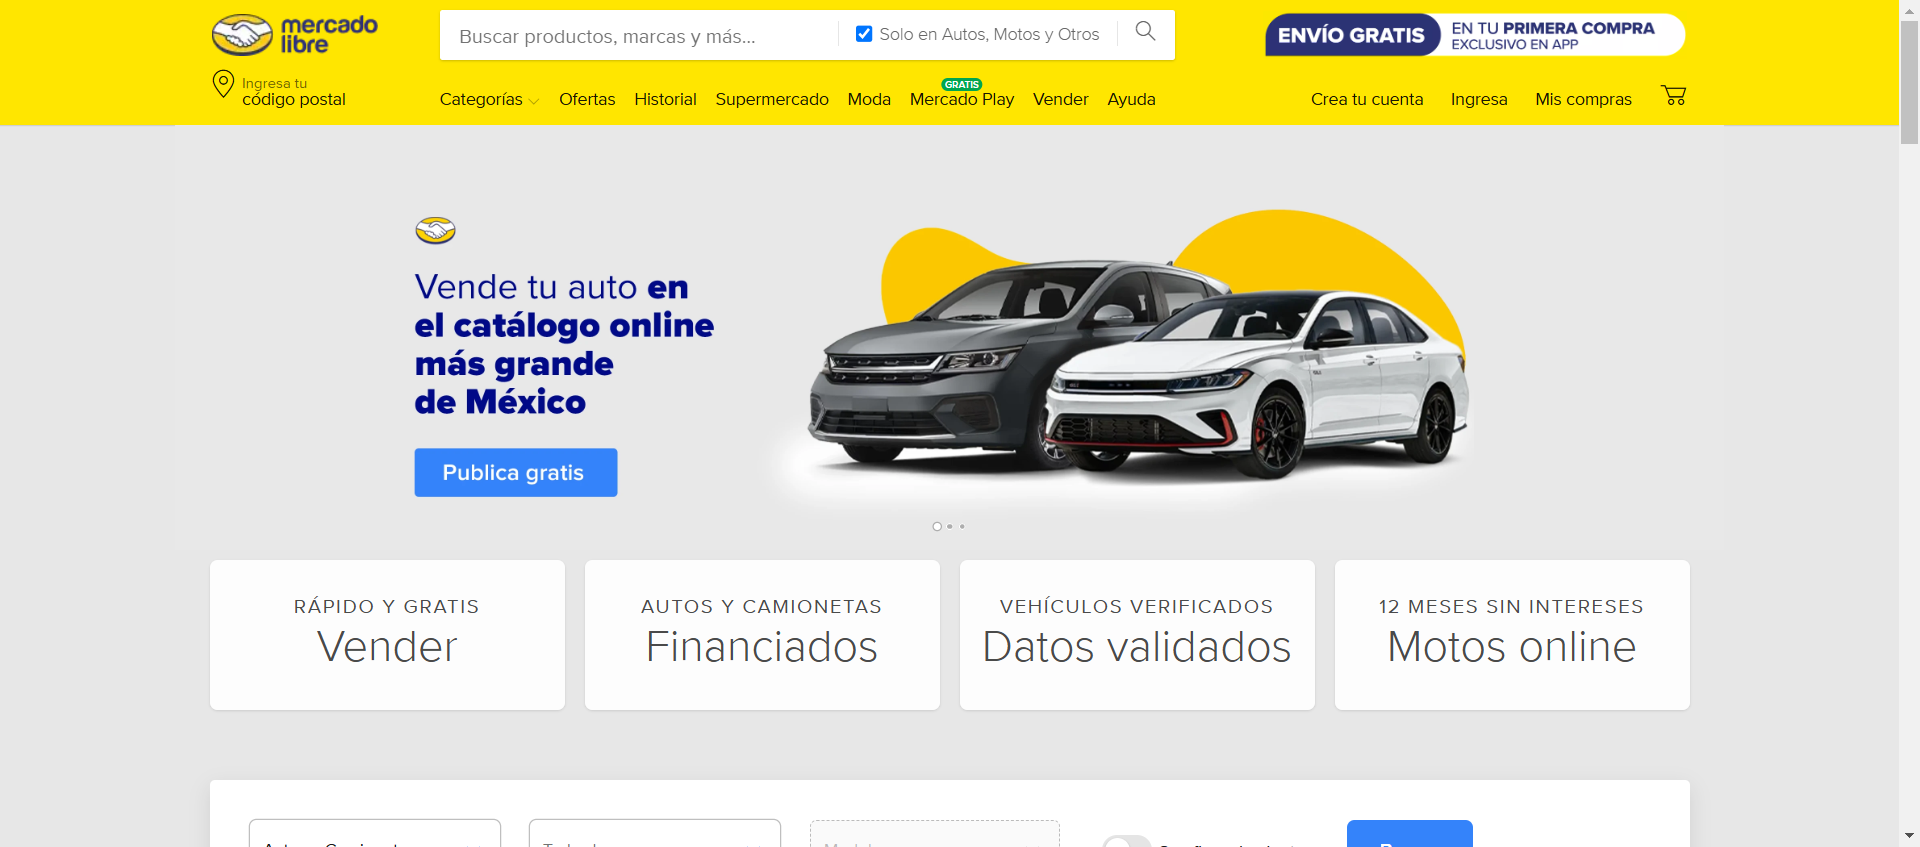 mercado
libre
Buscar productos, marcas y más...
Solo en Autos, Motos y Otros
ENVÍO GRATIS
EN TU PRIMERA COMPRA
EXCLUSIVO EN APP
Ingresa tu
código postal
Categorías
Ofertas
Historial
Supermercado
Moda
GRATIS
Mercado Play
Vender
Ayuda
Crea tu cuenta
Ingresa
Mis compras
Vende tu auto en
el catálogo online
más grande
de México
Publica gratis
RÁPIDO Y GRATIS
Vender
AUTOS Y CAMIONETAS
Financiados
VEHÍCULOS VERIFICADOS
Datos validados
12 MESES SIN INTERESES
Motos online